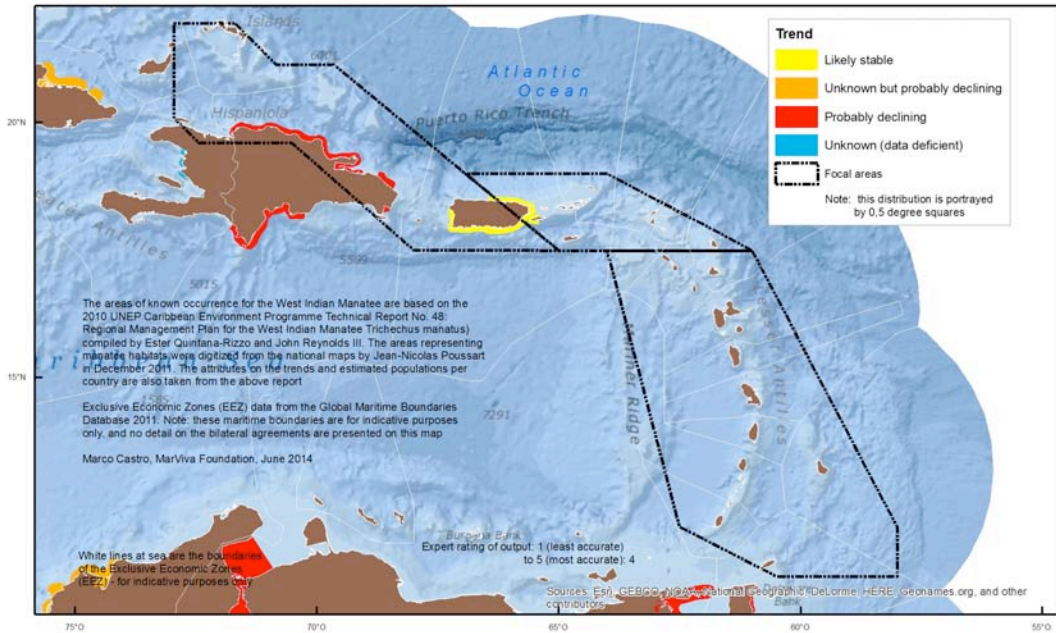 Islands
6401
Atlantic
Ocean
Puerto Rico Trench
Hispaniola
20°N
Trend
Likely stable
Unknown but probably declining
Probably declining
Unknown (data deficient)
Focal areas
Note: this distribution is portrayed
by 0,5 degree squares
Greater Antilles
5599
5015
The areas of known occurrence for the West Indian Manatee are based on the
2010 UNEP Caribbean Environment Programme Technical Report No. 48:
Regional Management Plan for the West Indian Manatee Trichechus manatus)
compiled by Ester Quintana-Rizzo and John Reynolds III. The areas representing
manatee habitats were digitized from the national maps by Jean-Nicolas Poussart
in December 2011. The attributes on the trends and estimated populations per
country are also taken from the above report
Exclusive Economic Zones (EEZ) data from the Global Maritime Boundaries
Database 2011. Note: these maritime boundaries are for indicative purposes
only, and no detail on the bilateral agreements are presented on this map
Marco Castro, MarViva Foundation, June 2014
aribbean Sea
15°N
1585
7291
Lesser Antilles
White lines at sea are the boundaries
of the Exclusive Economic Zones
(EEZ) - for indicative purposes only
Bank
Expert rating of output: 1 (least accurate)
to 5 (most accurate): 4
Sources: Esri, GEBCO, NOAA, National Geographic, DeLorme, HERE, Geonames.org, and other
contributors
Bank
75°O
70°O
65°O
60°O
55°O